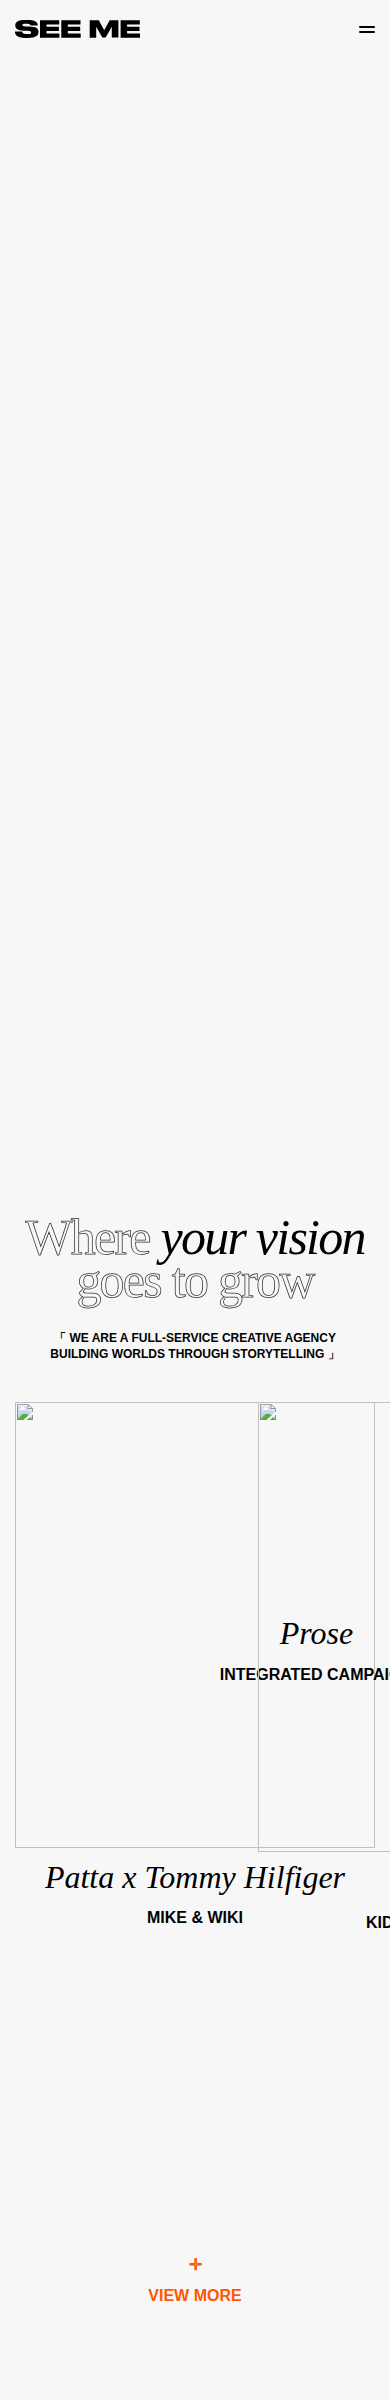 SEE ME
Where your vision
goes to grow
「 WE ARE A FULL-SERVICE CREATIVE AGENCY
BUILDING WORLDS THROUGH STORYTELLING 」
Prose
INTEGRATED
Patta x Tommy Hilfiger
MIKE & WIKI
+
VIEW MORE